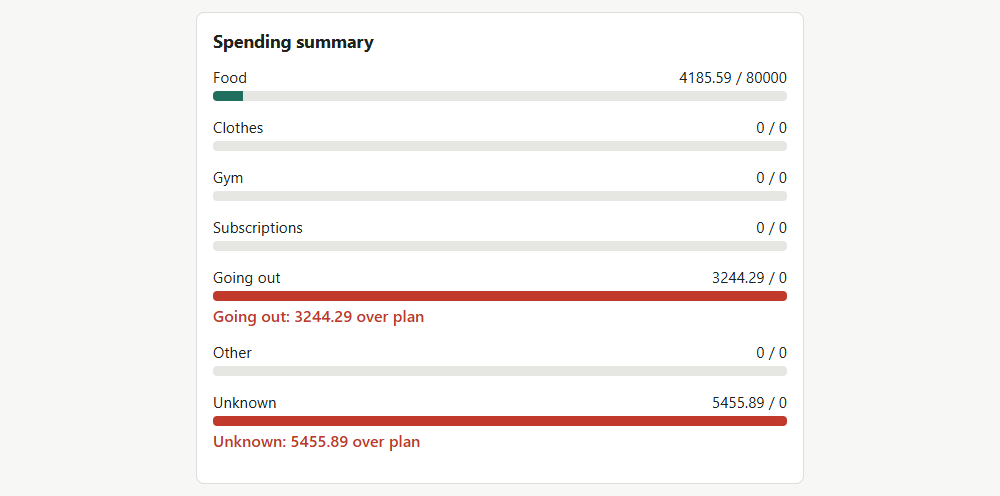 Spending summary
Food 4185.59 / 80000
Clothes 0 / 0
Gym 0 / 0
Subscriptions 0 / 0
Going out 3244.29 / 0
Going out: 3244.29 over plan
Other 0 / 0
Unknown 5455.89 / 0
Unknown: 5455.89 over plan